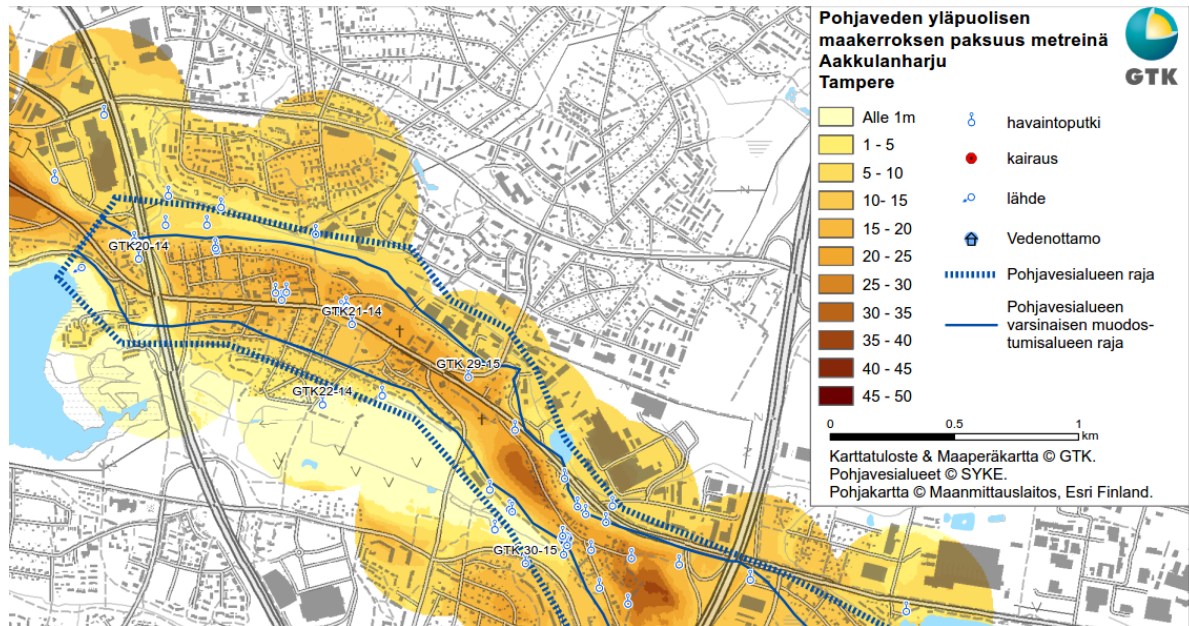 Pohjaveden yläpuolisen
maakerroksen paksuus metreinä
Aakkulanharju
Tampere
GTK
Alle 1m
1 - 5
5 - 10
10- 15
15 - 20
20 - 25
25 - 30
30 - 35
35 - 40
40 - 45
45 - 50
havaintoputki
kairaus
lähde
Vedenottamo
Pohjavesialueen raja
Pohjavesialueen
varsinaisen muodos-
tumisalueen raja
0 0.5 1
km
Karttatuloste & Maaperäkartta © GTK.
Pohjavesialueet © SYKE.
Pohjakartta © Maanmittauslaitos, Esri Finland.
GTK20-14
GTK21-14
GTK 29-15
GTK22-14
GTK 30-15